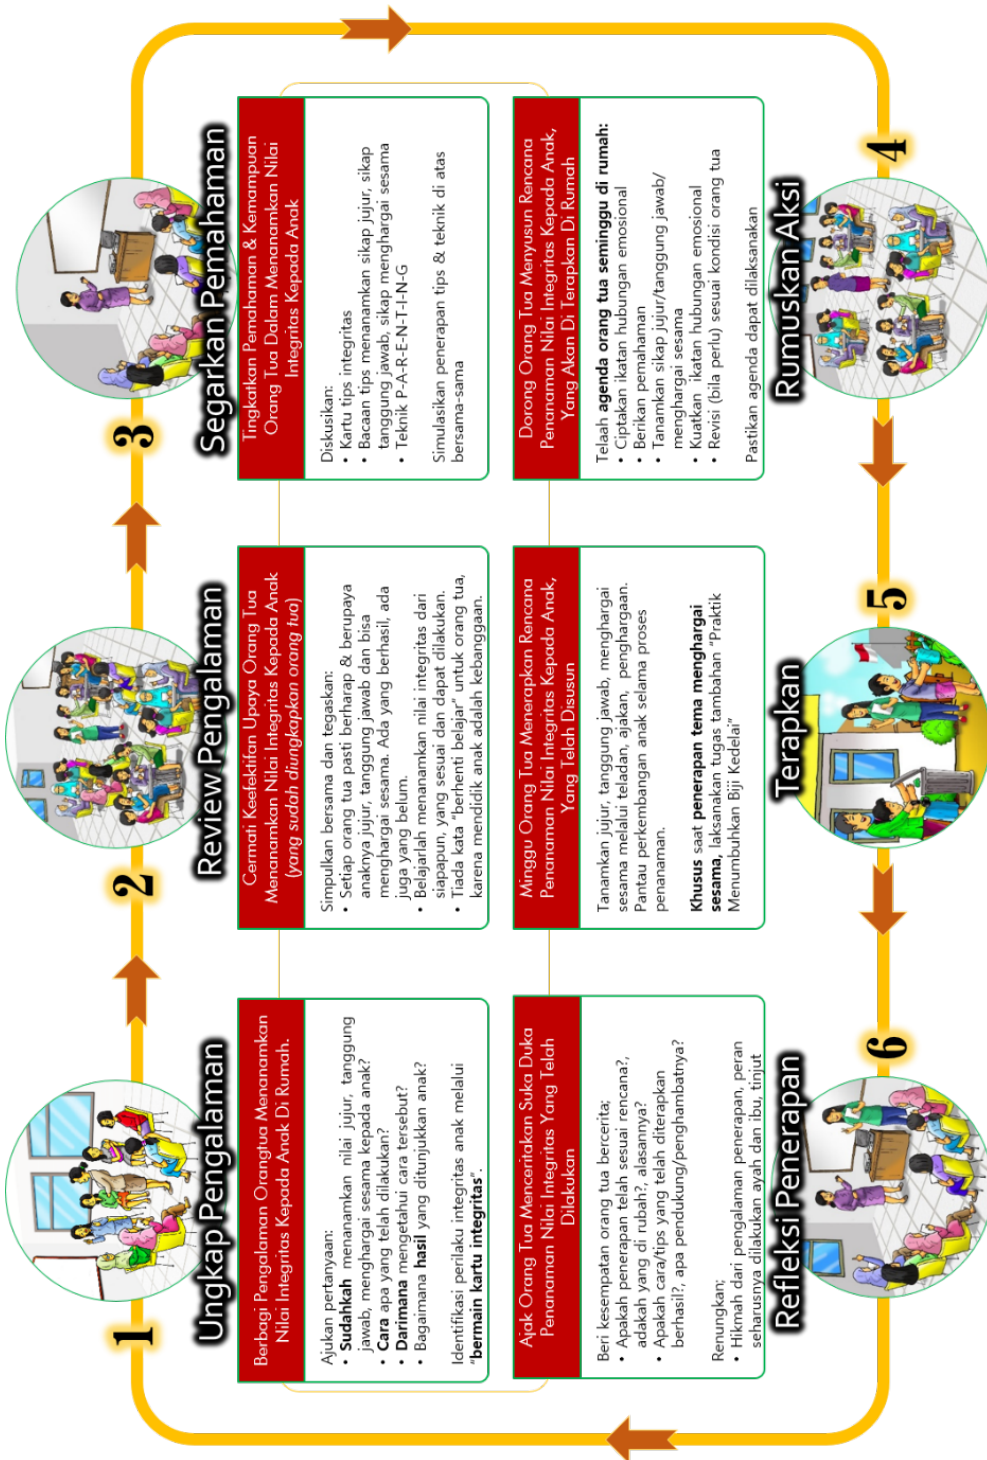 1
Ungkap Pengalaman
Berbagi Pengalaman Orangtua Menanamkan
Nilai Integritas Kepada Anak Di Rumah.
Ajukan pertanyaan:
• Sudahkah menanamkan nilai jujur, tanggung
jawab, menghargai sesama kepada anak?
• Cara apa yang telah dilakukan?
• Darimana mengetahui cara tersebut?
• Bagaimana hasil yang ditunjukkan anak?
Identifikasi perilaku integritas anak melalui
“bermain kartu integritas”.
2
Review Pengalaman
Cermati Keefektifan Upaya Orang Tua
Menanamkan Nilai Integritas Kepada Anak
(yang sudah diungkapkan orang tua)
Simpulkan bersama dan tegaskan:
• Setiap orang tua pasti berharap & berupaya
anaknya jujur, tanggung jawab dan bisa
menghargai sesama. Ada yang berhasil, ada
juga yang belum.
• Belajarlah menanamkan nilai integritas dari
siapapun, yang sesuai dan dapat dilakukan.
• Tiada kata “berhenti belajar” untuk orang tua,
karena mendidik anak adalah kebanggaan.
3
Segarkan Pemahaman
Tingkatkan Pemahaman & Kemampuan
Orang Tua Dalam Menanamkan Nilai
Integritas Kepada Anak
Diskusikan:
• Kartu tips integritas
• Bacaan tips menanamkan sikap jujur, sikap
tanggung jawab, sikap menghargai sesama
• Teknik P-A-R-E-N-T-I-N-G
Simulasikan penerapan tips & teknik di atas
bersama-sama
4
Rumuskan Aksi
Dorong Orang Tua Menyusun Rencana
Penanaman Nilai Integritas Kepada Anak,
Yang Akan Di Terapkan Di Rumah
Telaah agenda orang tua seminggu di rumah:
• Ciptakan ikatan hubungan emosional
• Berikan pemahaman
• Tanamkan sikap jujur/tanggung jawab/
menghargai sesama
• Kuatkan ikatan hubungan emosional
• Revisi (bila perlu) sesuai kondisi orang tua
Pastikan agenda dapat dilaksanakan
5
Terapkan
Minggu Orang Tua Menerapkan Rencana
Penanaman Nilai Integritas Kepada Anak,
Yang Telah Disusun
Tanamkan jujur, tanggung jawab, menghargai
sesama melalui teladan, ajakan, penghargaan.
Pantau perkembangan anak selama proses
penanaman.
Khusus saat penerapan tema menghargai
sesama, laksanakan tugas tambahan “Praktik
Menumbuhkan Biji Kedelai”
6
Refleksi Penerapan
Ajak Orang Tua Menceritakan Suka Duka
Penanaman Nilai Integritas Yang Telah
Dilakukan
Beri kesempatan orang tua bercerita;
• Apakah penerapan telah sesuai rencana?,
adakah yang di rubah?, alasannya?
• Apakah cara/tips yang telah diterapkan
berhasil?, apa pendukung/penghambatnya?
Renungkan;
• Hikmah dari pengalaman penerapan, peran
seharusnya dilakukan ayah dan ibu, tinjut